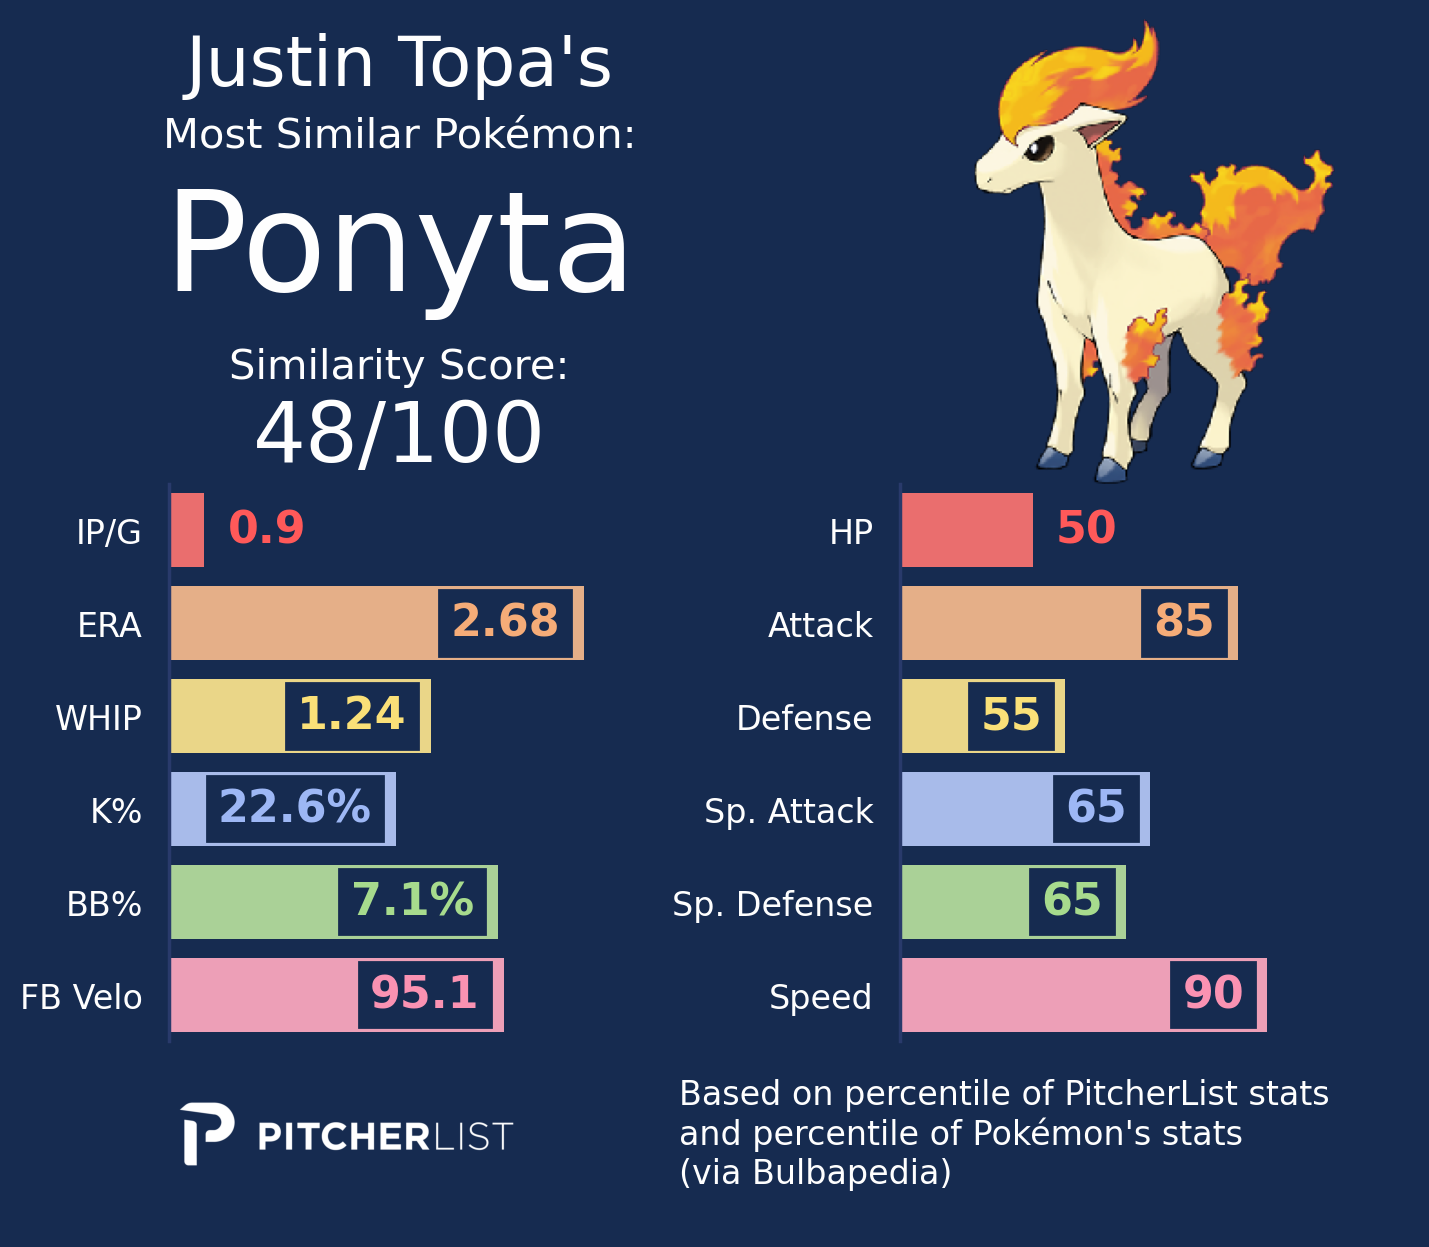 Justin Topa's
Most Similar Pokémon:
Ponyta
Similarity Score:
48/100
IP/G 0.9
ERA 2.68
WHIP 1.24
K% 22.6%
BB% 7.1%
FB Velo 95.1
HP 50
Attack 85
Defense 55
Sp. Attack 65
Sp. Defense 65
Speed 90
PITCHERLIST
Based on percentile of PitcherList stats
and percentile of Pokémon's stats
(via Bulbapedia)